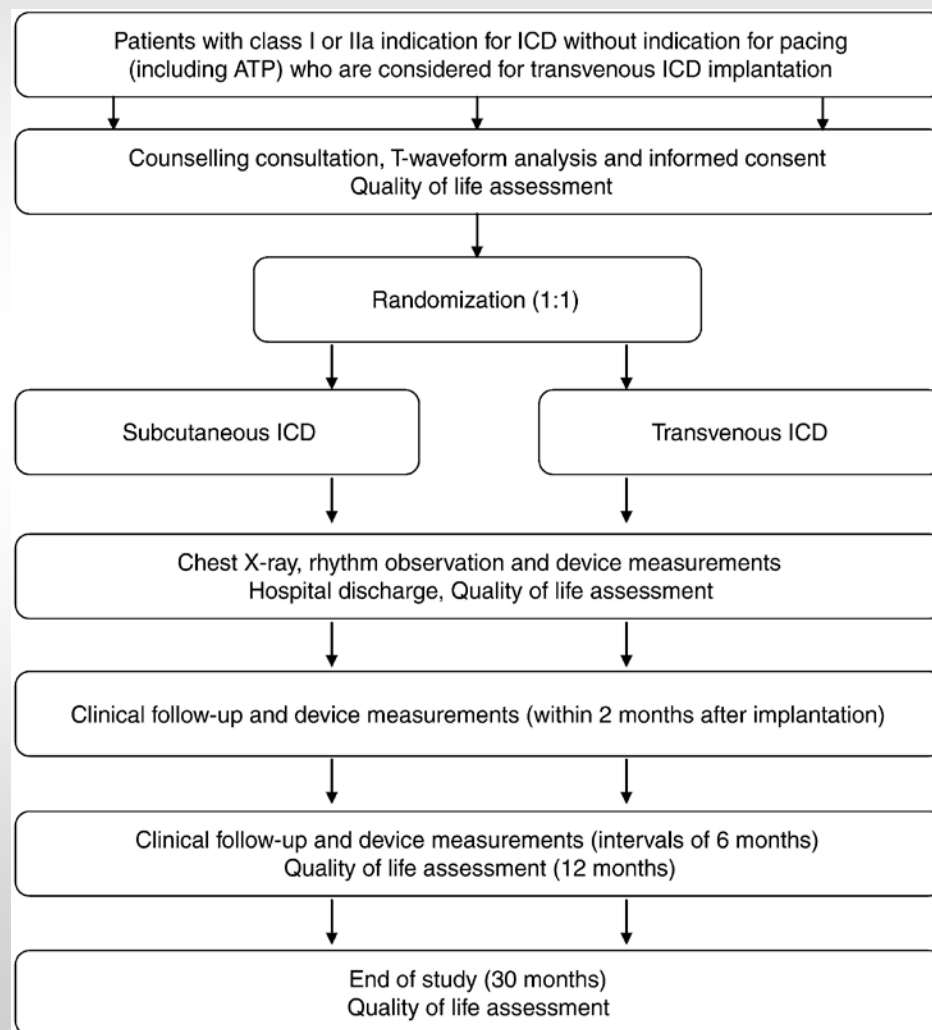 Patients with class I or IIa indication for ICD without indication for pacing
(including ATP) who are considered for transvenous ICD implantation
Counselling consultation, T-waveform analysis and informed consent
Quality of life assessment
Randomization (1:1)
Subcutaneous ICD
Transvenous ICD
Chest X-ray, rhythm observation and device measurements
Hospital discharge, Quality of life assessment
Clinical follow-up and device measurements (within 2 months after implantation)
Clinical follow-up and device measurements (intervals of 6 months)
Quality of life assessment (12 months)
End of study (30 months)
Quality of life assessment